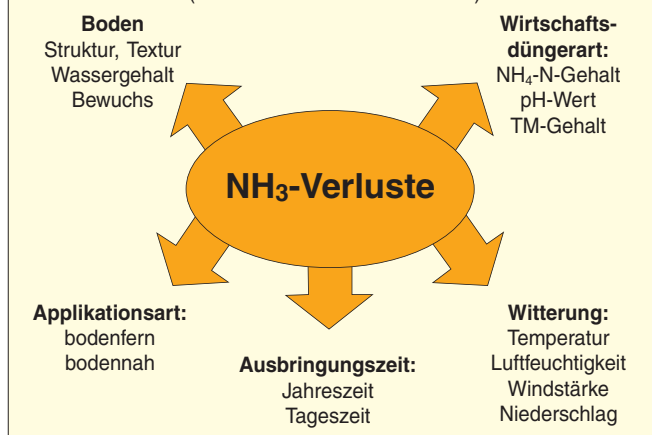 Boden
Struktur, Textur
Wassergehalt
Bewuchs
Wirtschafts-
düngerart:
NH₄-N-Gehalt
pH-Wert
TM-Gehalt
NH₃-Verluste
Applikationsart:
bodenfern
bodennah
Ausbringungszeit:
Jahreszeit
Tageszeit
Witterung:
Temperatur
Luftfeuchtigkeit
Windstärke
Niederschlag